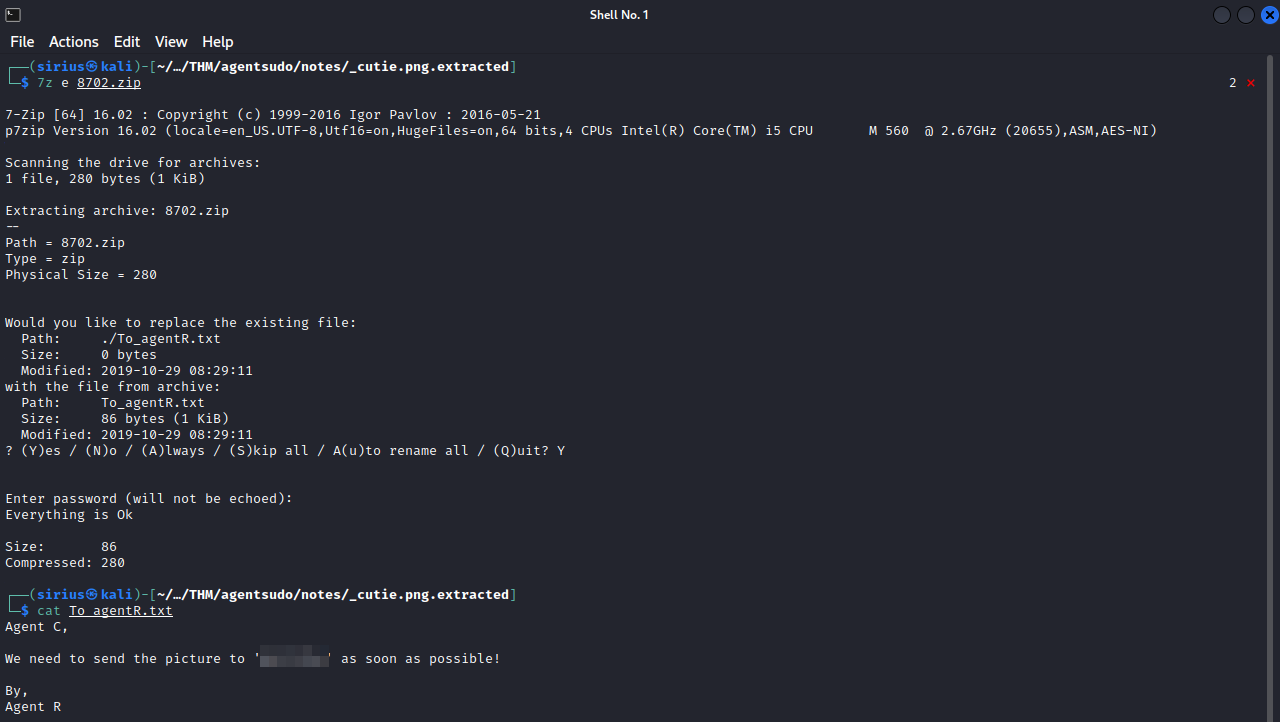 Shell No. 1
File Actions Edit View Help
┌──(sirius㉿kali)-[~/…/THM/agentsudo/notes/_cutie.png.extracted]
└─$ 7z e 8702.zip 2 ⨯
7-Zip [64] 16.02 : Copyright (c) 1999-2016 Igor Pavlov : 2016-05-21
p7zip Version 16.02 (locale=en_US.UTF-8,Utf16=on,HugeFiles=on,64 bits,4 CPUs Intel(R) Core(TM) i5 CPU       M 560  @ 2.67GHz (20655),ASM,AES-NI)
Scanning the drive for archives:
1 file, 280 bytes (1 KiB)
Extracting archive: 8702.zip
--
Path = 8702.zip
Type = zip
Physical Size = 280
Would you like to replace the existing file:
  Path:     ./To_agentR.txt
  Size:     0 bytes
  Modified: 2019-10-29 08:29:11
with the file from archive:
  Path:     To_agentR.txt
  Size:     86 bytes (1 KiB)
  Modified: 2019-10-29 08:29:11
? (Y)es / (N)o / (A)lways / (S)kip all / A(u)to rename all / (Q)uit? Y
Enter password (will not be echoed):
Everything is Ok
Size:       86
Compressed: 280
┌──(sirius㉿kali)-[~/…/THM/agentsudo/notes/_cutie.png.extracted]
└─$ cat To_agentR.txt
Agent C,
We need to send the picture to '' as soon as possible!
By,
Agent R